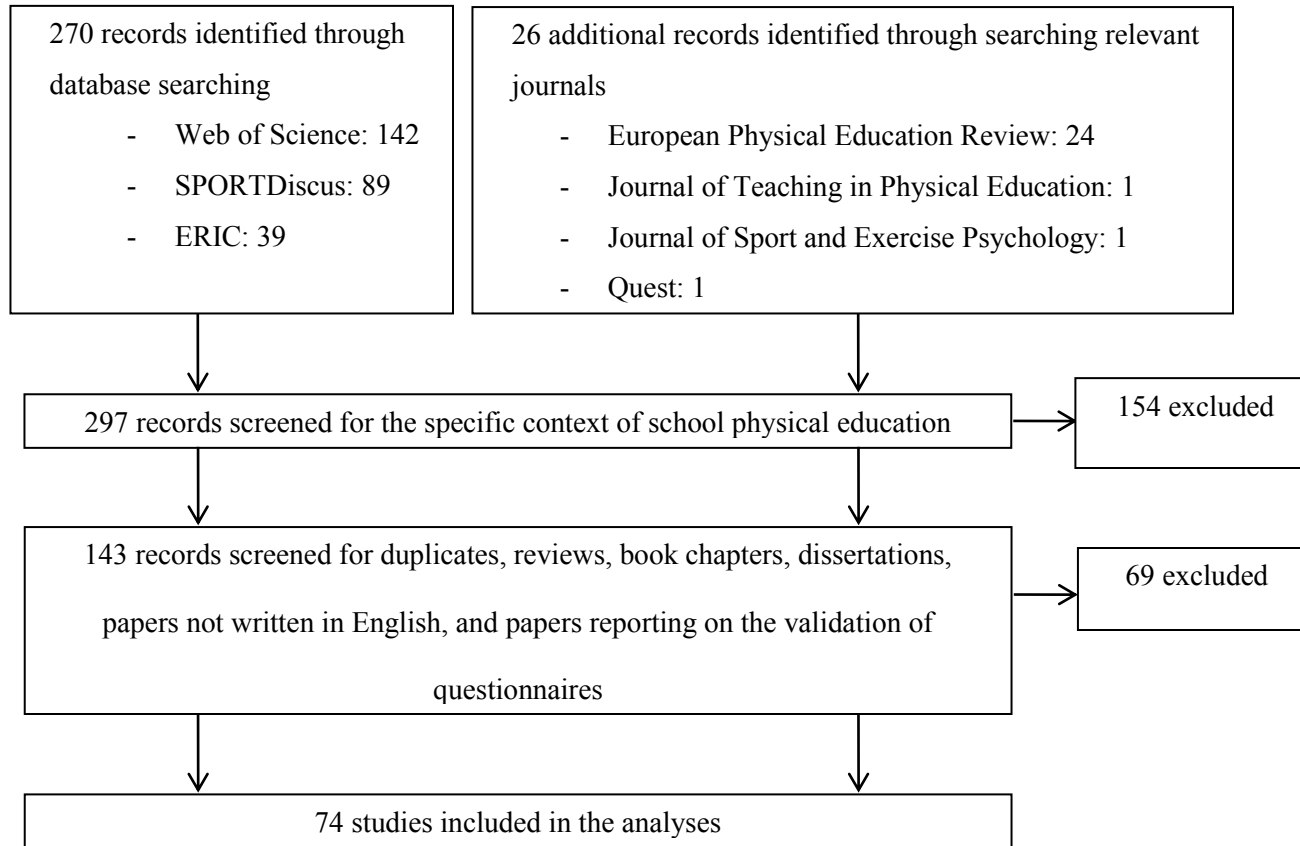 270 records identified through
database searching
- Web of Science: 142
- SPORTDiscus: 89
- ERIC: 39
26 additional records identified through searching relevant
journals
- European Physical Education Review: 24
- Journal of Teaching in Physical Education: 1
- Journal of Sport and Exercise Psychology: 1
- Quest: 1
297 records screened for the specific context of school physical education
154 excluded
143 records screened for duplicates, reviews, book chapters, dissertations,
papers not written in English, and papers reporting on the validation of
questionnaires
69 excluded
74 studies included in the analyses